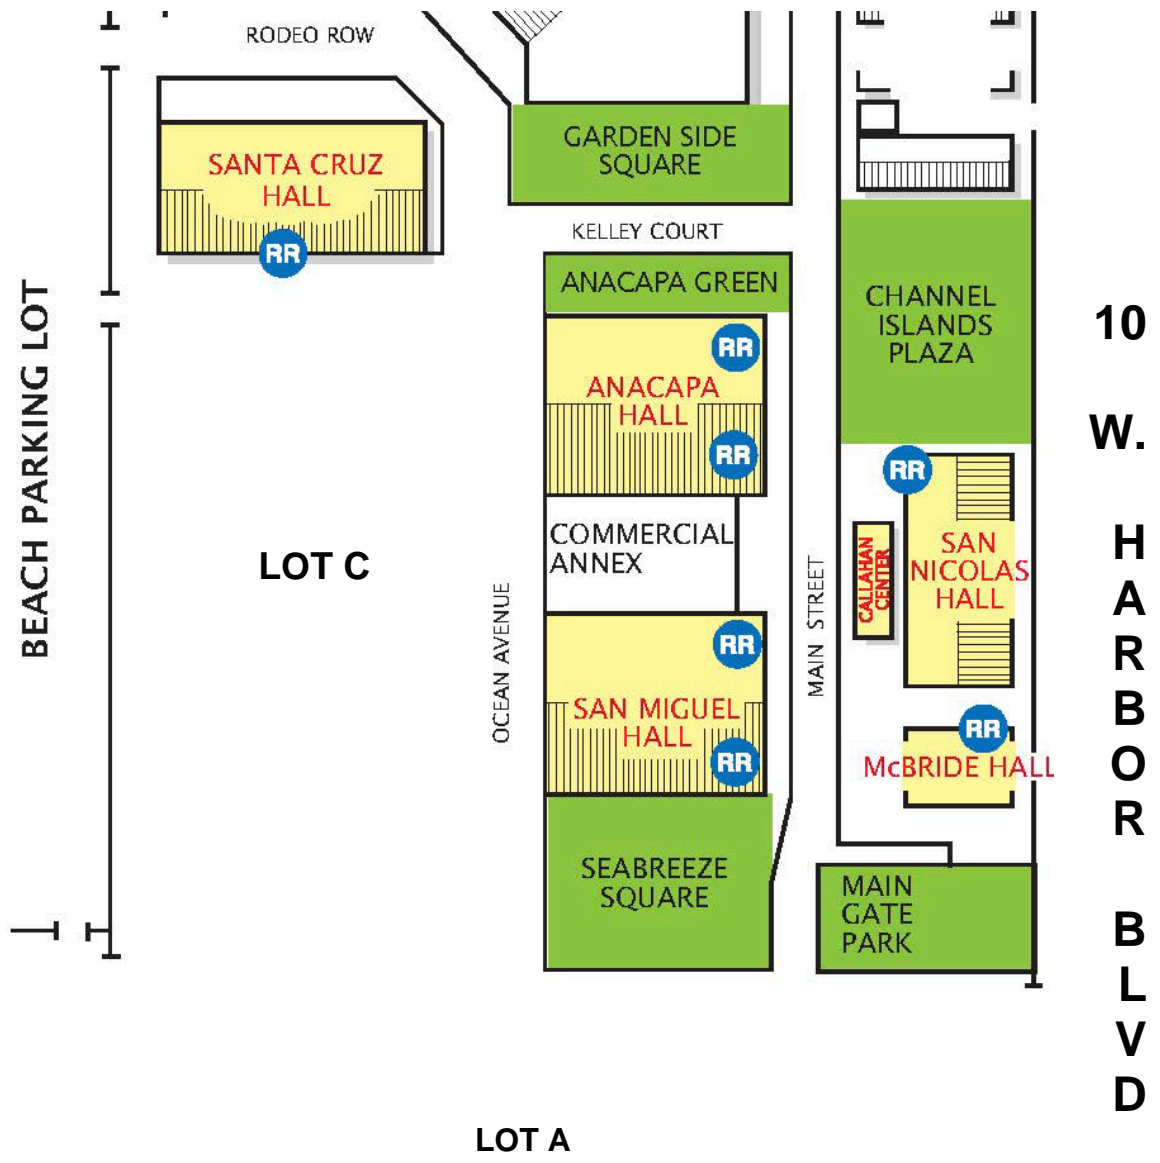 RODEO ROW
GARDEN SIDE
SQUARE
SANTA CRUZ
HALL
RR
KELLEY COURT
ANACAPA GREEN
CHANNEL
ISLANDS
PLAZA
BEACH PARKING LOT
10
W.
H
A
R
B
O
R
B
L
V
D
RR
ANACAPA
HALL
RR
RR
COMMERCIAL
ANNEX
LOT C
CALLAHAN
CENTER
SAN
NICOLAS
HALL
OCEAN AVENUE
MAIN STREET
RR
SAN MIGUEL
HALL
RR
RR
McBRIDE HALL
SEABREEZE
SQUARE
MAIN
GATE
PARK
LOT A